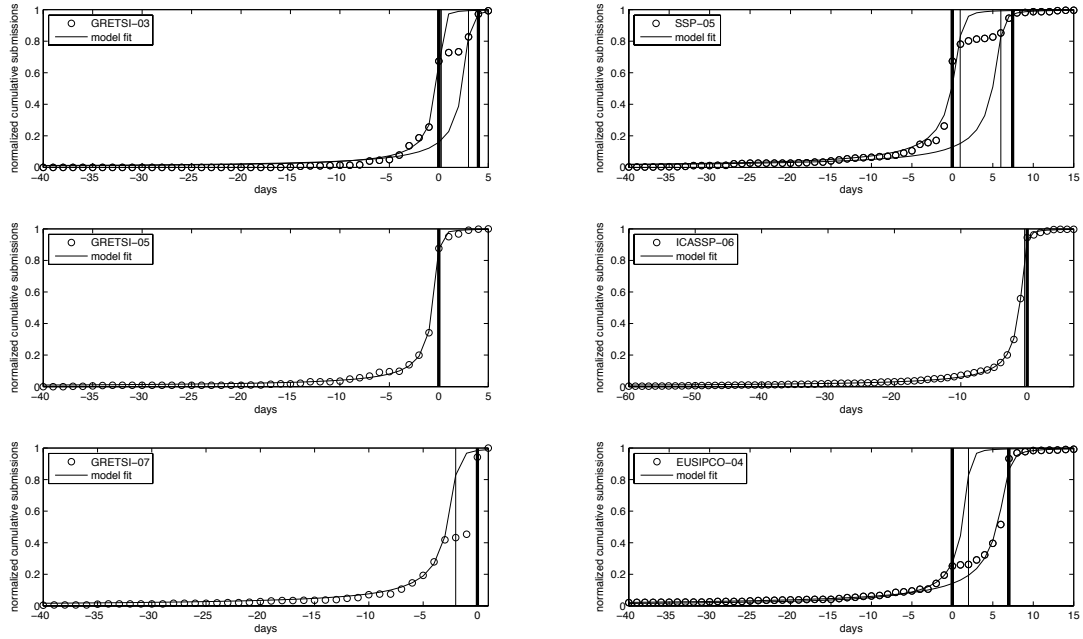 normalized cumulative submissions
GRETSI−03
model fit
1
0.8
0.6
0.4
0.2
0
−40 −35 −30 −25 −20 −15 −10 −5 0 5
days
normalized cumulative submissions
SSP−05
model fit
1
0.8
0.6
0.4
0.2
0
−40 −35 −30 −25 −20 −15 −10 −5 0 5 10 15
days
normalized cumulative submissions
GRETSI−05
model fit
1
0.8
0.6
0.4
0.2
0
−40 −35 −30 −25 −20 −15 −10 −5 0 5
days
normalized cumulative submissions
ICASSP−06
model fit
1
0.8
0.6
0.4
0.2
0
−60 −50 −40 −30 −20 −10 0
days
normalized cumulative submissions
GRETSI−07
model fit
1
0.8
0.6
0.4
0.2
0
−40 −35 −30 −25 −20 −15 −10 −5 0
days
normalized cumulative submissions
EUSIPCO−04
model fit
1
0.8
0.6
0.4
0.2
0
−40 −35 −30 −25 −20 −15 −10 −5 0 5 10 15
days